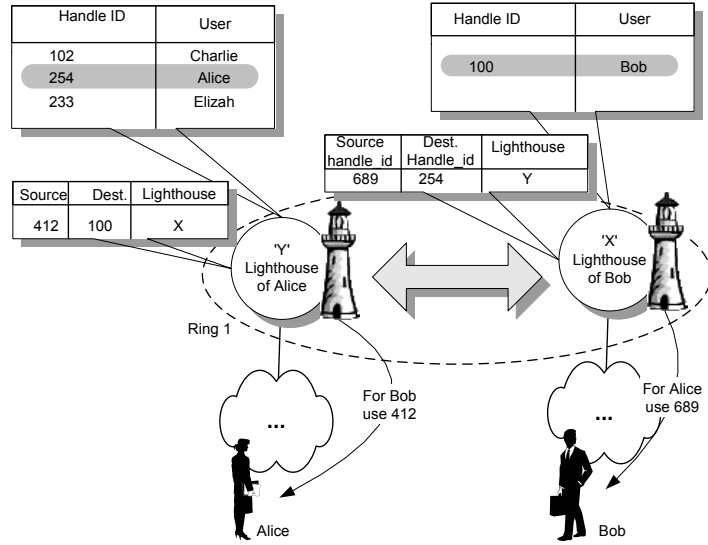 Handle ID User
102 Charlie
254 Alice
233 Elizah
Handle ID User
100 Bob
Source handle_id Dest. Handle_id Lighthouse
689 254 Y
Source Dest. Lighthouse
412 100 X
'Y'
Lighthouse
of Alice
'X'
Lighthouse
of Bob
Ring 1
For Bob
use 412
For Alice
use 689
...
...
Alice
Bob